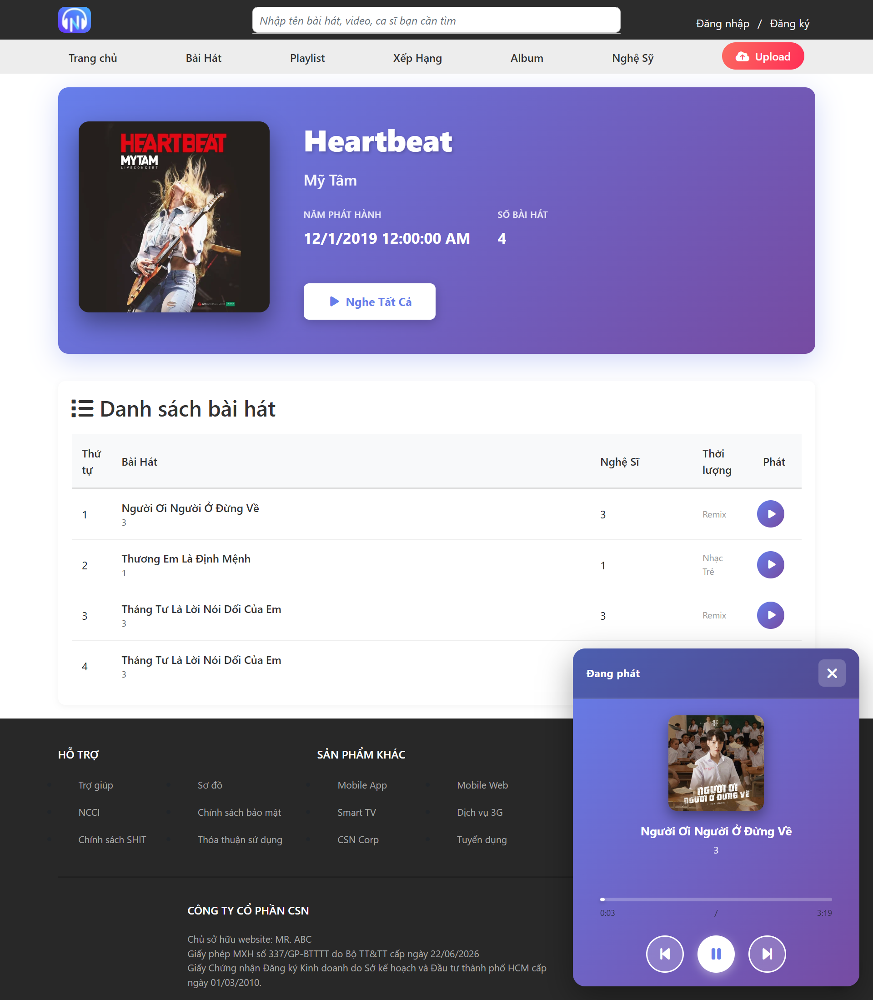 Nhập tên bài hát, video, ca sĩ bạn cần tìm
Đăng nhập / Đăng ký
Trang chủ
Bài Hát
Playlist
Xếp Hạng
Album
Nghệ Sỹ
Upload
HEARTBEAT
MYTAM
LIVECONCERT
Heartbeat
Mỹ Tâm
NĂM PHÁT HÀNH
SỐ BÀI HÁT
12/1/2019 12:00:00 AM
4
Nghe Tất Cả
Danh sách bài hát
Thứ tự
Bài Hát
Nghệ Sĩ
Thời lượng
Phát
1
Người Ơi Người Ở Đừng Về
3
3
Remix
2
Thương Em Là Định Mệnh
1
1
Nhạc Trẻ
3
Tháng Tư Là Lời Nói Dối Của Em
3
3
Remix
4
Tháng Tư Là Lời Nói Dối Của Em
3
Đang phát
NGƯỜI ƠI
NGƯỜI Ở ĐỪNG VỀ
Người Ơi Người Ở Đừng Về
3
0:03
/
3:19
HỖ TRỢ
Trợ giúp
Sơ đồ
NCCI
Chính sách bảo mật
Chính sách SHIT
Thỏa thuận sử dụng
SẢN PHẨM KHÁC
Mobile App
Mobile Web
Smart TV
Dịch vụ 3G
CSN Corp
Tuyển dụng
CÔNG TY CỔ PHẦN CSN
Chủ sở hữu website: MR. ABC
Giấy phép MXH số 337/GP-BTTTT do Bộ TT&TT cấp ngày 22/06/2026
Giấy Chứng nhận Đăng ký Kinh doanh do Sở kế hoạch và Đầu tư thành phố HCM cấp
ngày 01/03/2010.